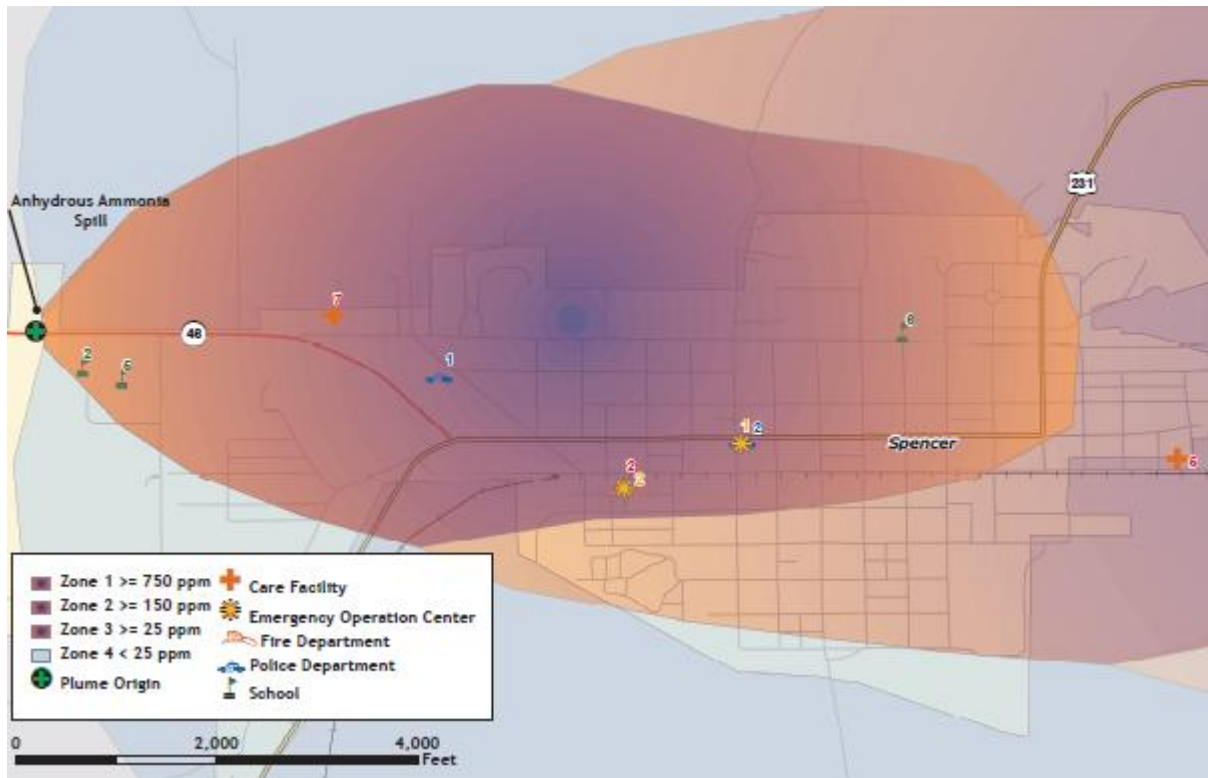 231
Anhydrous Ammonia
Spill
7
46
8
2
6
1
1 2
Spencer
2
2
6
Zone 1 >= 750 ppm
Zone 2 >= 150 ppm
Zone 3 >= 25 ppm
Zone 4 < 25 ppm
Plume Origin
Care Facility
Emergency Operation Center
Fire Department
Police Department
School
0 2,000 4,000
Feet